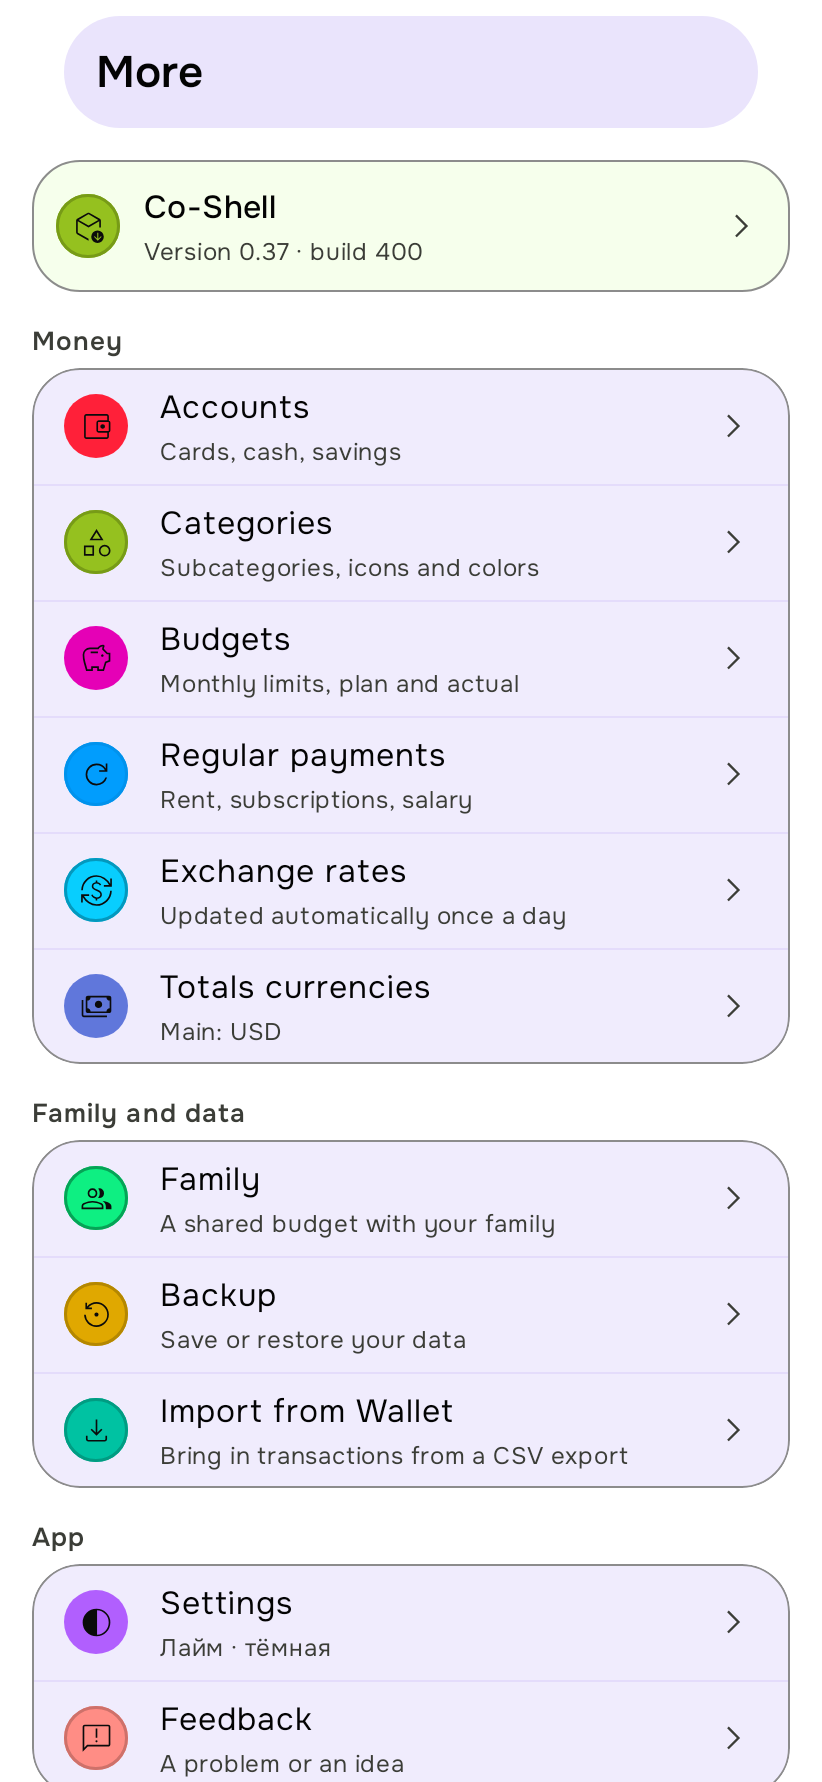 More
Co-Shell
Version 0.37 · build 400
Money
Accounts
Cards, cash, savings
Categories
Subcategories, icons and colors
Budgets
Monthly limits, plan and actual
Regular payments
Rent, subscriptions, salary
Exchange rates
Updated automatically once a day
Totals currencies
Main: USD
Family and data
Family
A shared budget with your family
Backup
Save or restore your data
Import from Wallet
Bring in transactions from a CSV export
App
Settings
Лайм · тёмная
Feedback
A problem or an idea